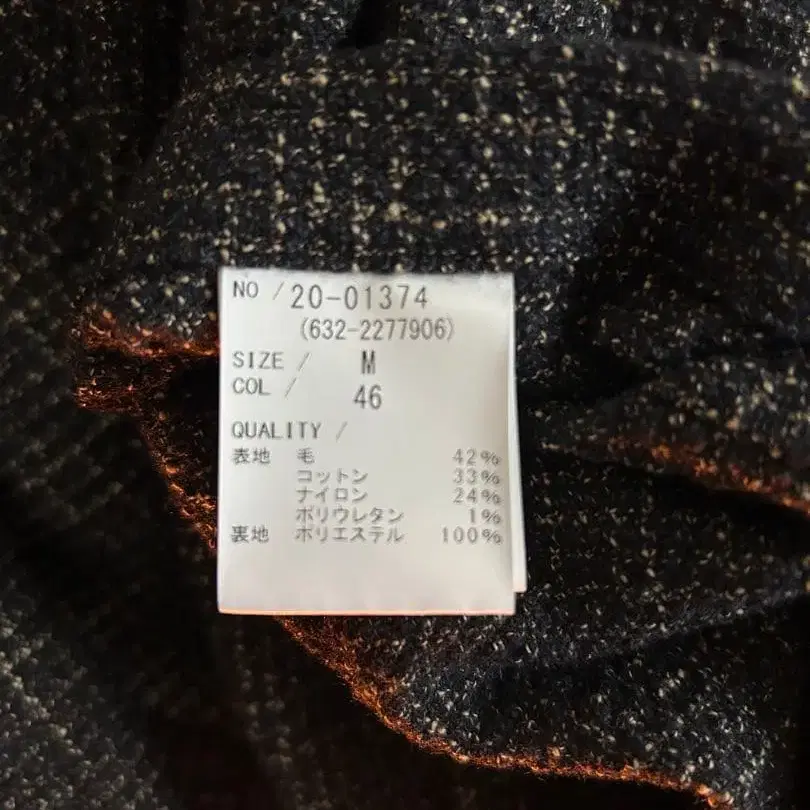 NO / 20-01374
(632-2277906)
SIZE / M
COL / 46
QUALITY /
表地 毛 42%
コットン 33%
ナイロン 24%
ポリウレタン 1%
裏地 ポリエステル 100%